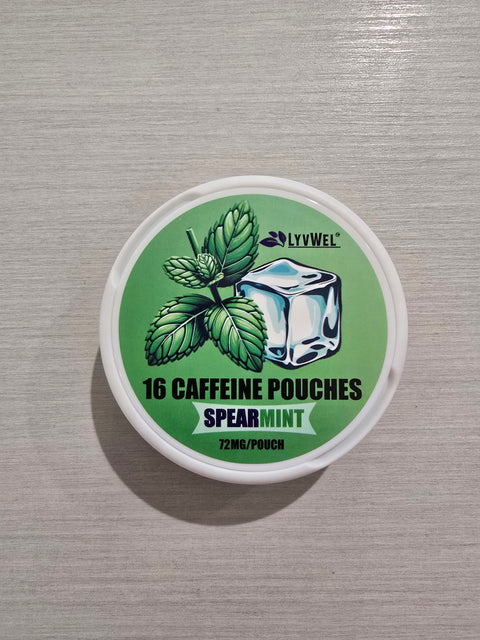 LYVWEL
16 CAFFEINE POUCHES
SPEARMINT
72MG/POUCH